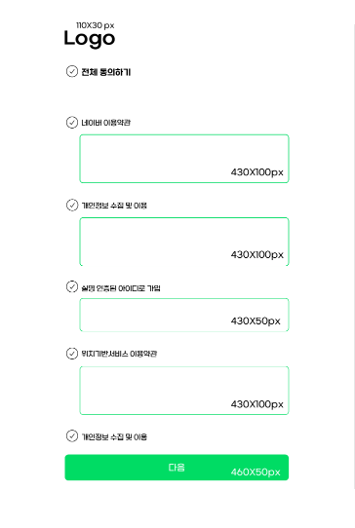 110X30 px
Logo
전체 동의하기
네이버 이용약관
430X100px
개인정보 수집 및 이용
430X100px
실명 인증된 아이디로 가입
430X50px
위치기반서비스 이용약관
430X100px
개인정보 수집 및 이용
다음
460X50px